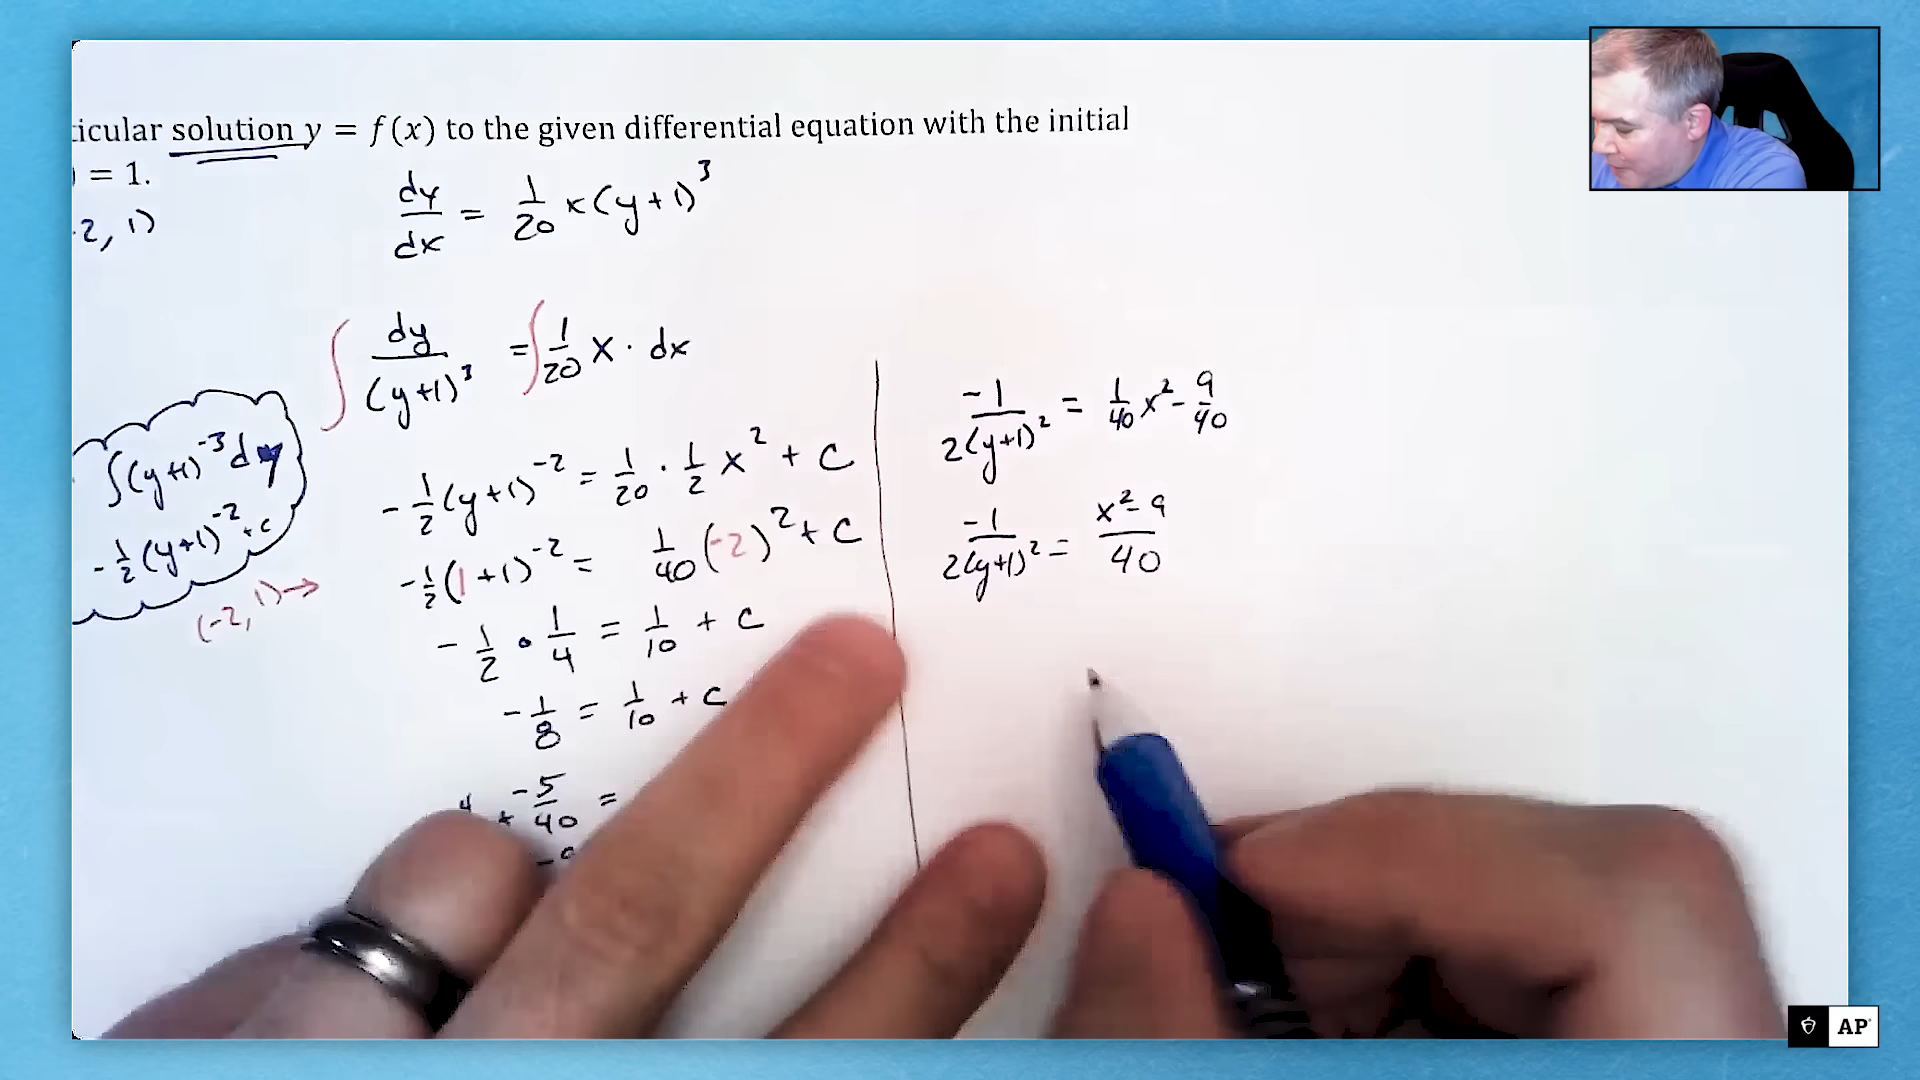 ticular solution y = f(x) to the given differential equation with the initial
) = 1.
-2, 1)
dy/dx = 1/20 x(y+1)³
∫ dy/(y+1)³ = ∫ 1/20 x · dx
∫(y+1)⁻³ dy
-1/2 (y+1)⁻² + c
(-2, 1) →
-1/2 (y+1)⁻² = 1/20 · 1/2 x² + C
-1/2 (1+1)⁻² = 1/40 (-2)² + C
-1/2 · 1/4 = 1/10 + C
-1/8 = 1/10 + C
-5/40 =
-9
-1/2(y+1)² = 1/40 x² - 9/40
-1/2(y+1)² = x²-9/40
AP